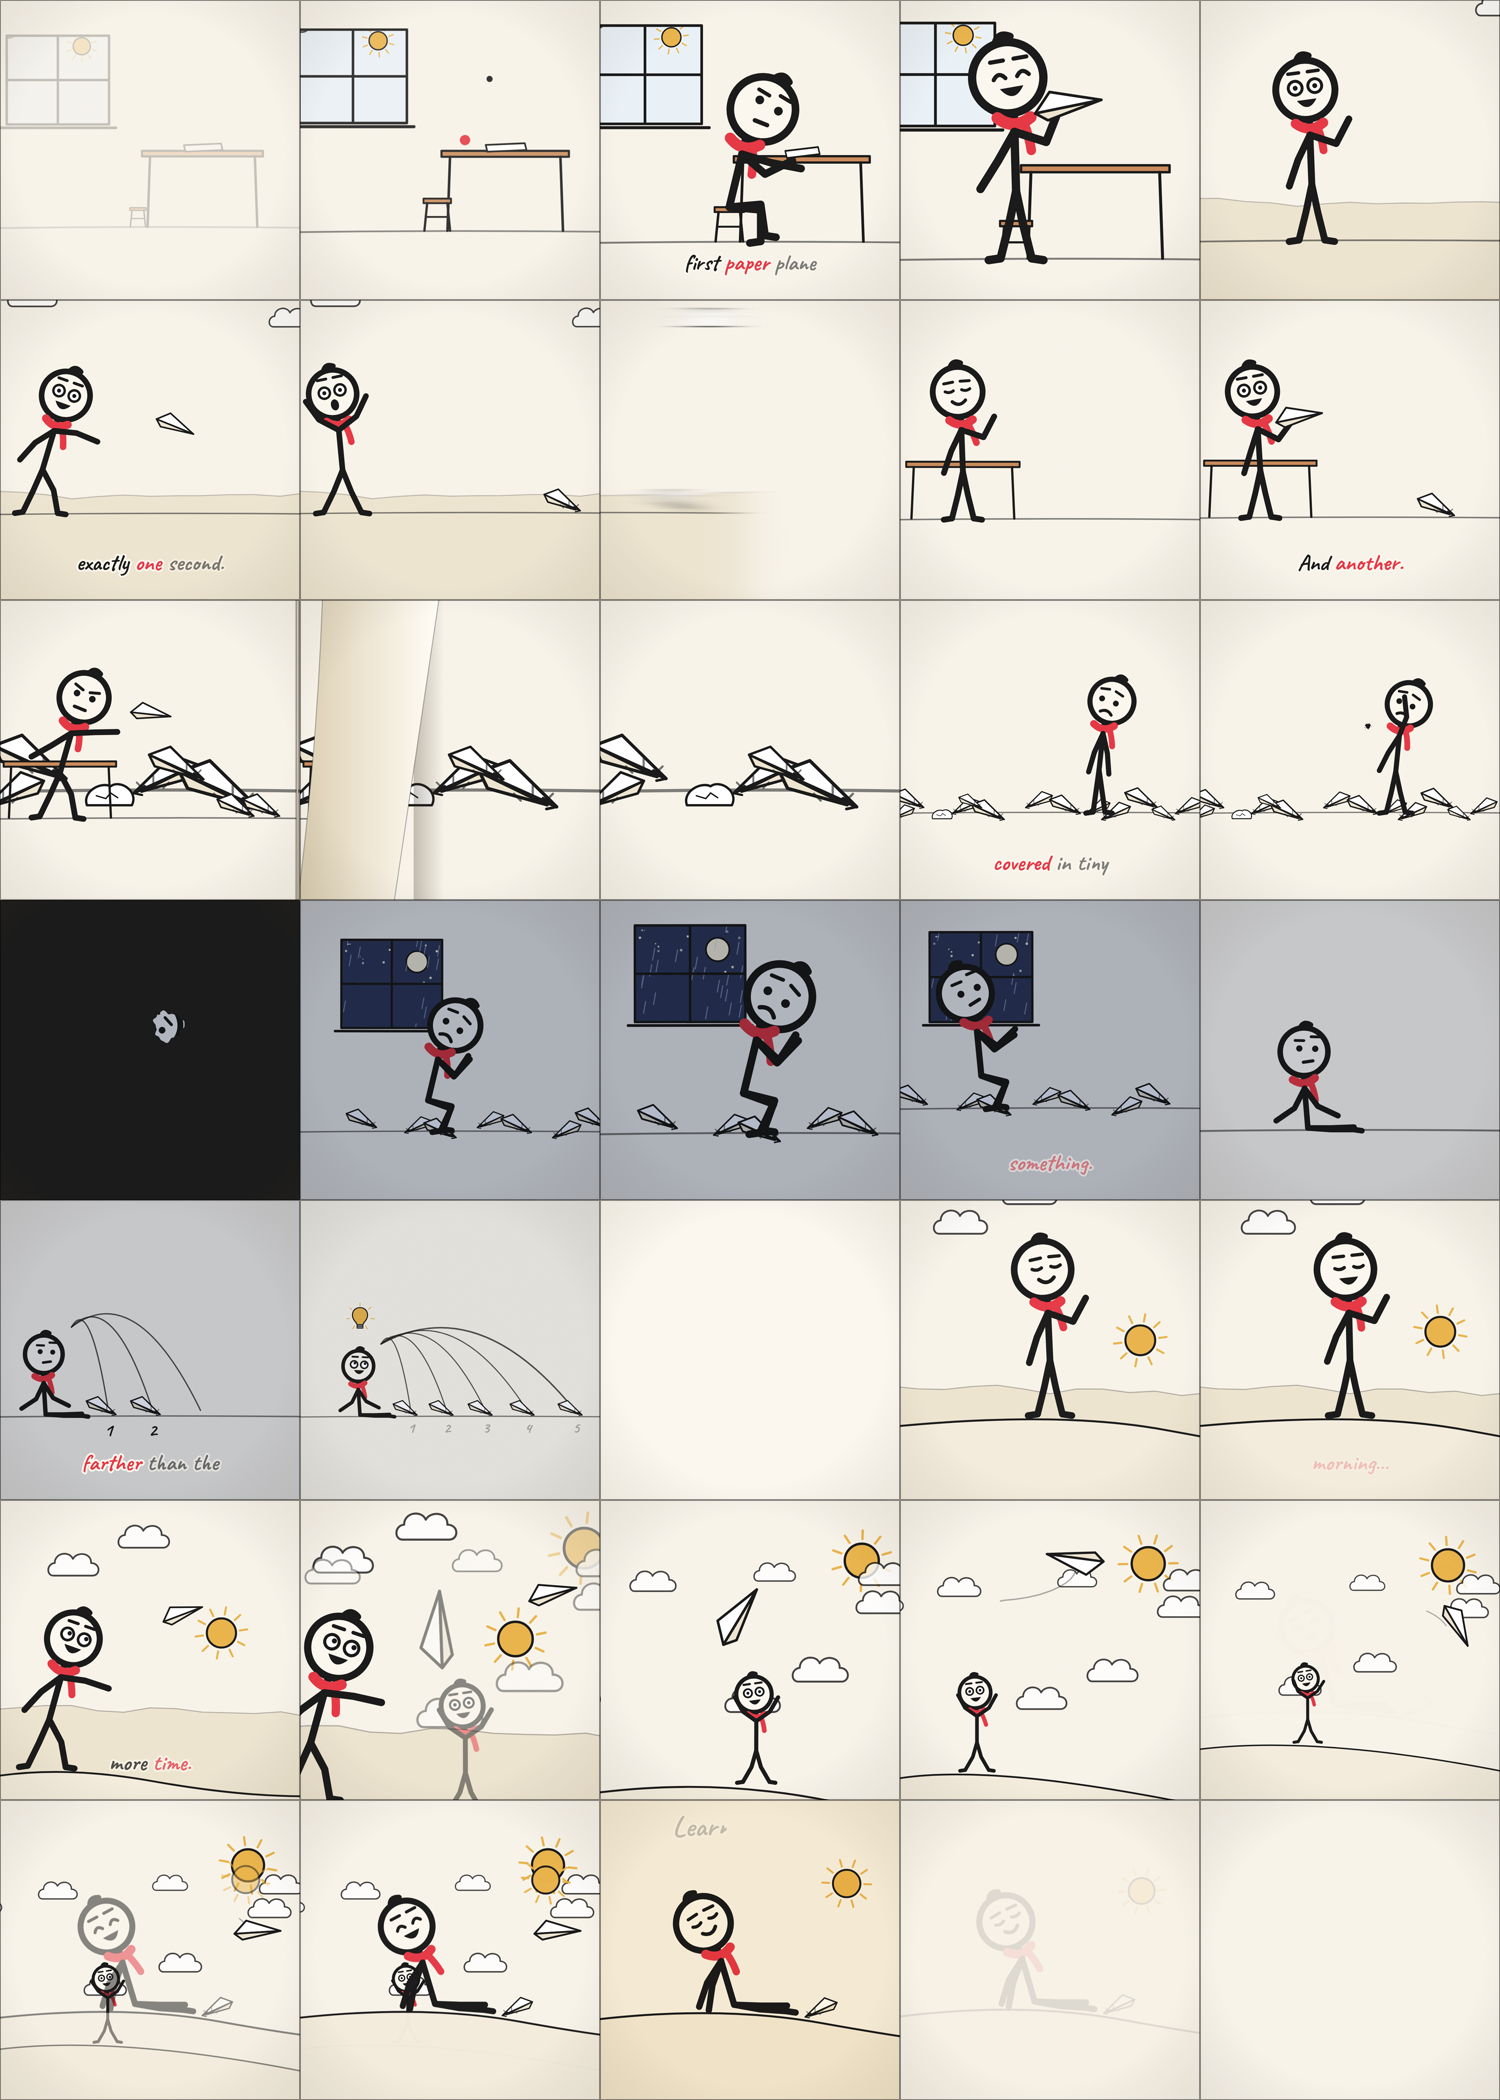 first paper plane
exactly one second.
And another.
covered in tiny
something.
1 2
farther than the
1 2 3 4 5
morning...
more time.
Learn